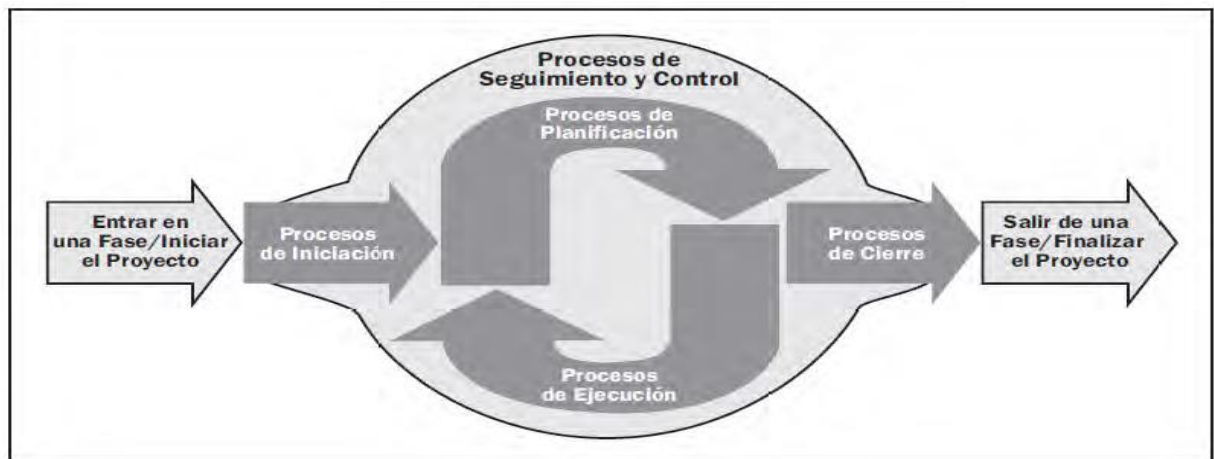 Procesos de
Seguimiento y Control
Procesos de
Planificación
Entrar en
una Fase/Iniciar
el Proyecto
Procesos
de Iniciación
Procesos
de Cierre
Salir de una
Fase/Finalizar
el Proyecto
Procesos
de Ejecución